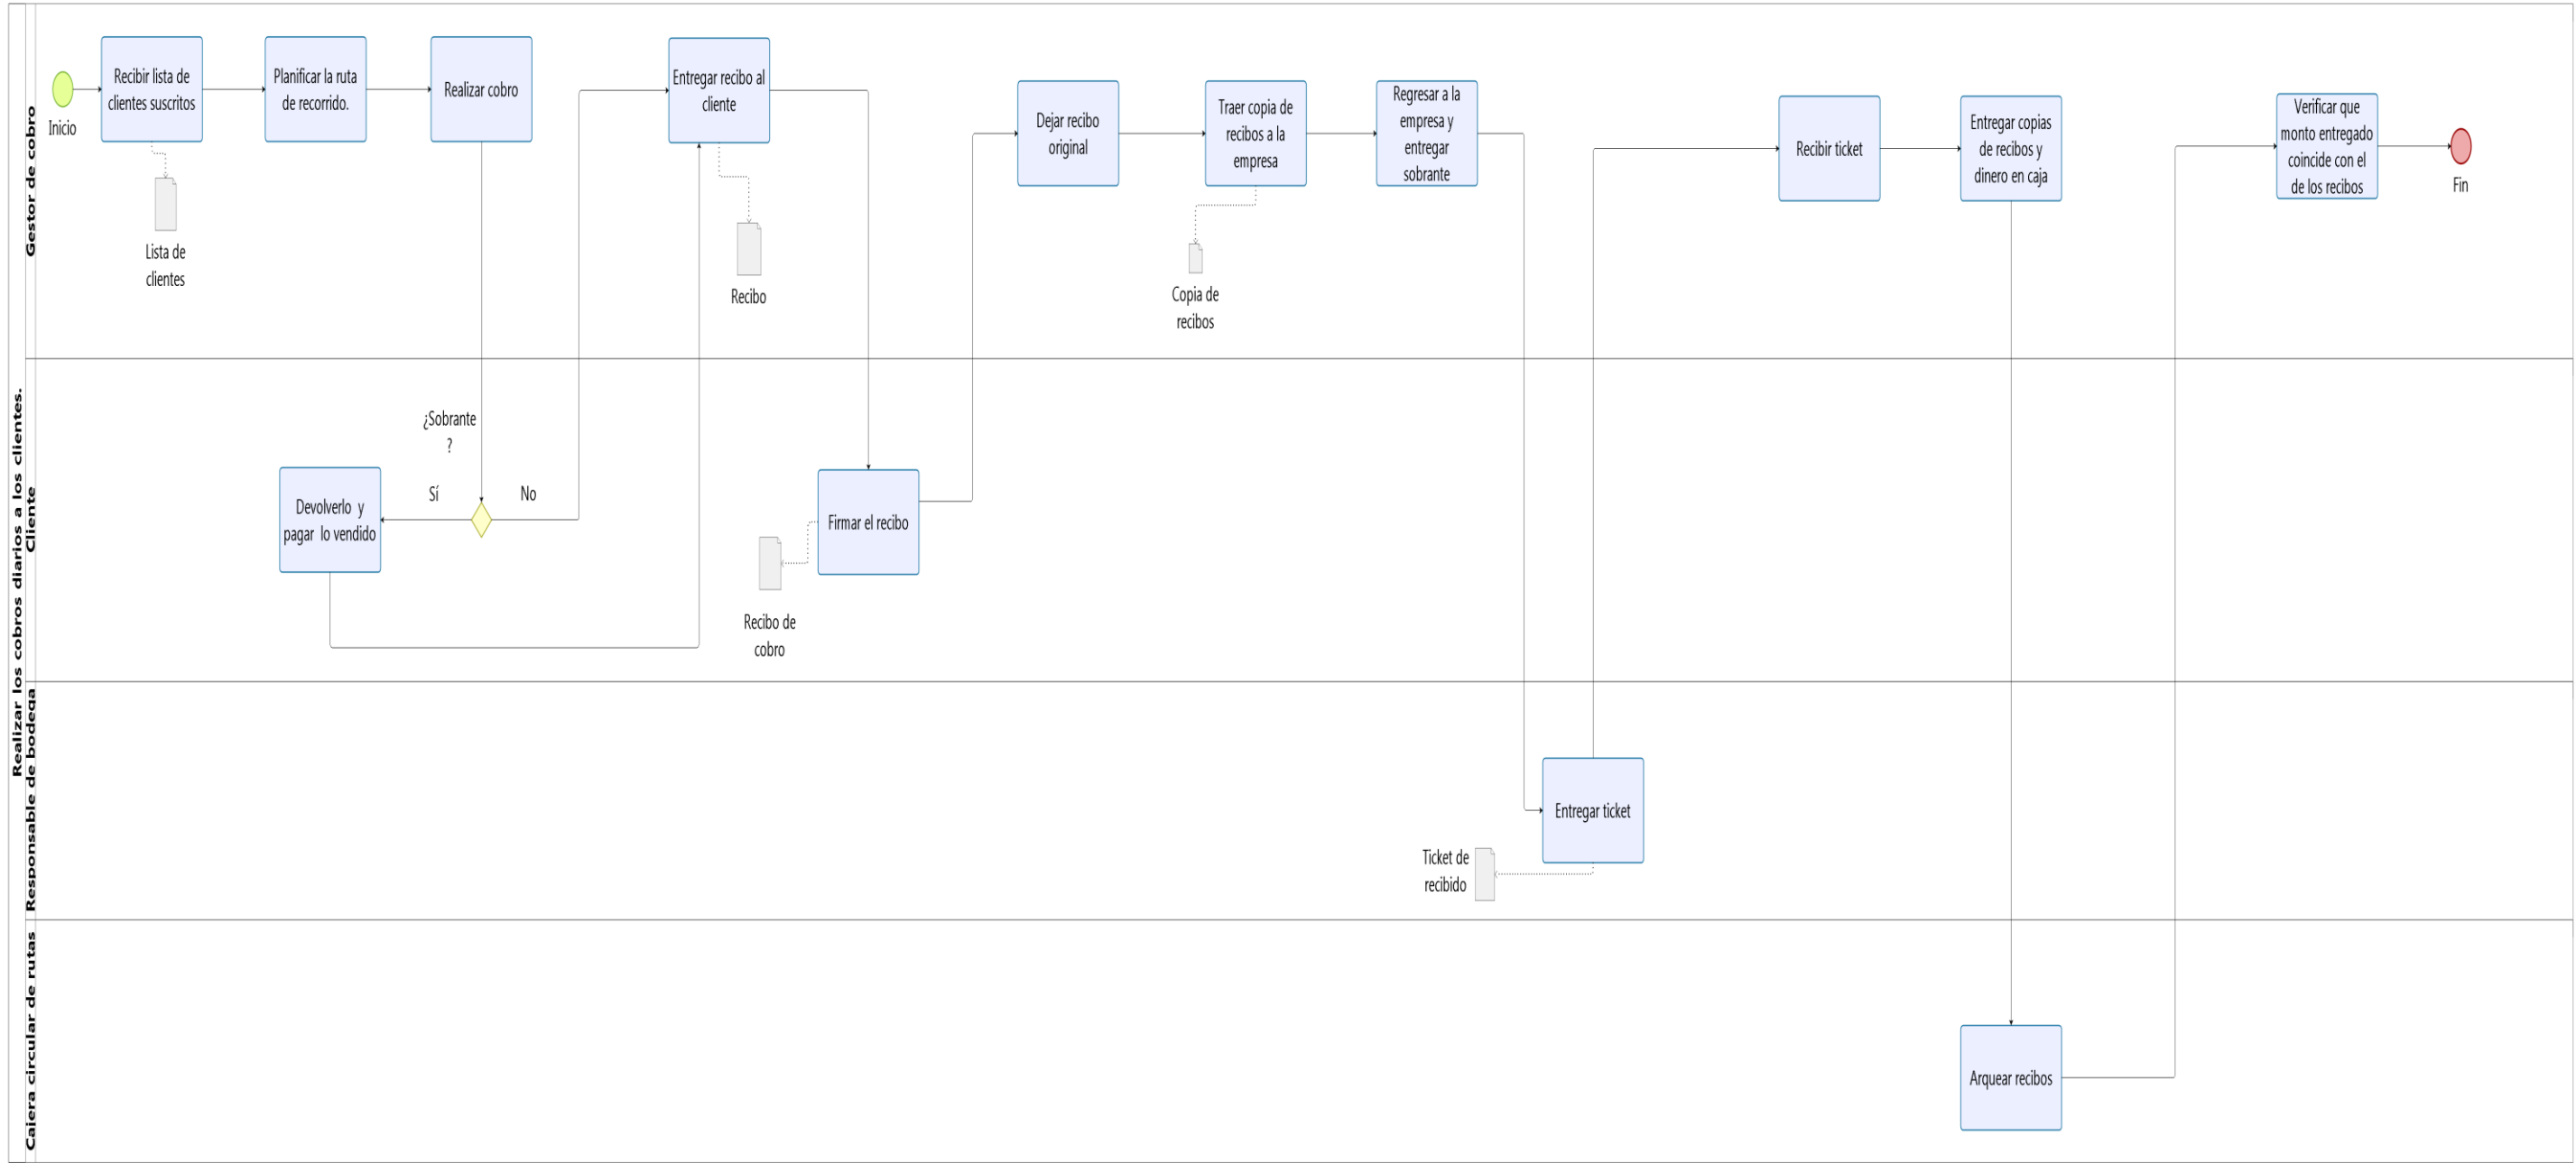 Realizar los cobros diarios a los clientes.
Gestor de cobro
Inicio
Recibir lista de
clientes suscritos
Lista de
clientes
Planificar la ruta
de recorrido.
Realizar cobro
Entregar recibo al
cliente
Recibo
Dejar recibo
original
Traer copia de
recibos a la
empresa
Copia de
recibos
Regresar a la
empresa y
entregar
sobrante
Recibir ticket
Entregar copias
de recibos y
dinero en caja
Verificar que
monto entregado
coincide con el
de los recibos
Fin
Cliente
¿Sobrante
?
Sí
No
Devolverlo y
pagar lo vendido
Firmar el recibo
Recibo de
cobro
Responsable de bodega
Entregar ticket
Ticket de
recibido
Cajera circular de rutas
Arquear recibos